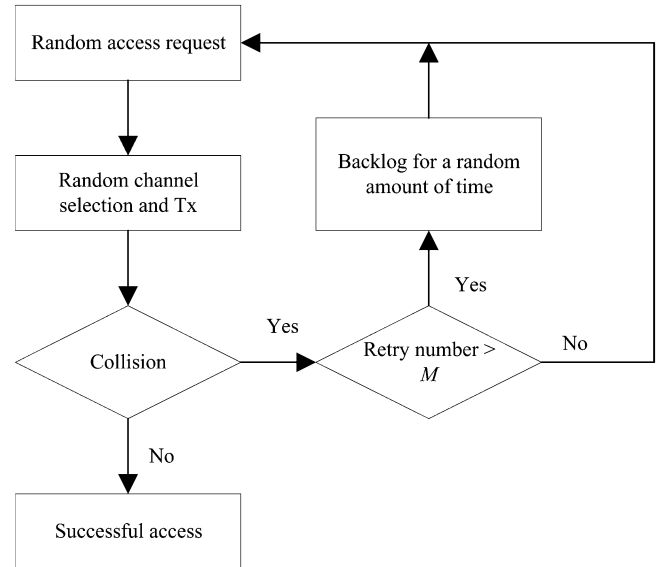 Random access request
Random channel
selection and Tx
Backlog for a random
amount of time
Yes
Collision
Yes
Retry number >
M
No
No
Successful access